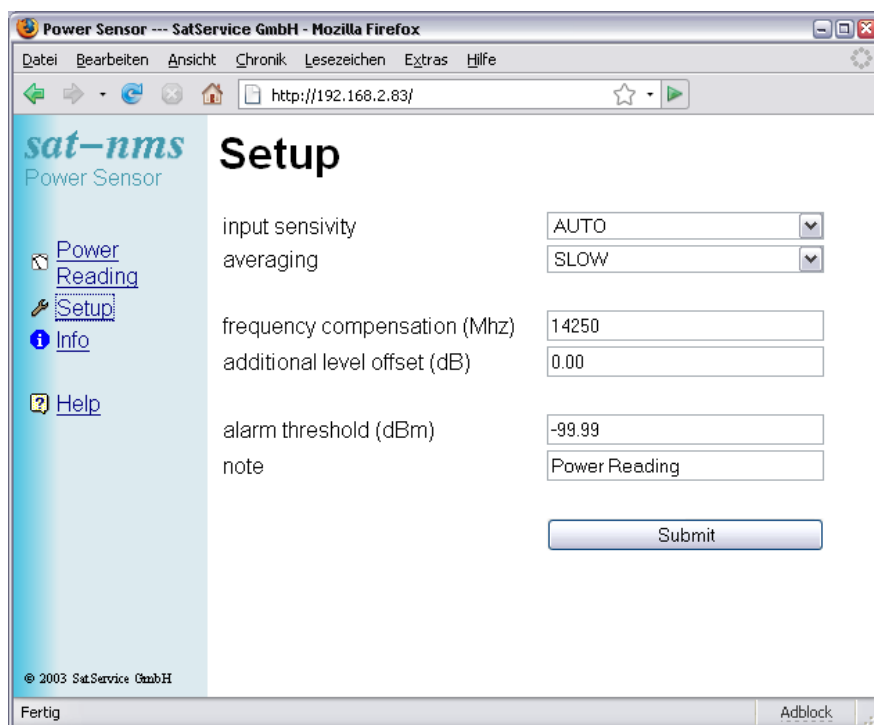 Power Sensor --- SatService GmbH - Mozilla Firefox
Datei Bearbeiten Ansicht Chronik Lesezeichen Extras Hilfe
http://192.168.2.83/
sat-nms
Power Sensor
Power
Reading
Setup
Info
Help
© 2003 SatService GmbH
Setup
input sensivity AUTO
averaging SLOW
frequency compensation (Mhz) 14250
additional level offset (dB) 0.00
alarm threshold (dBm) -99.99
note Power Reading
Submit
Fertig Adblock